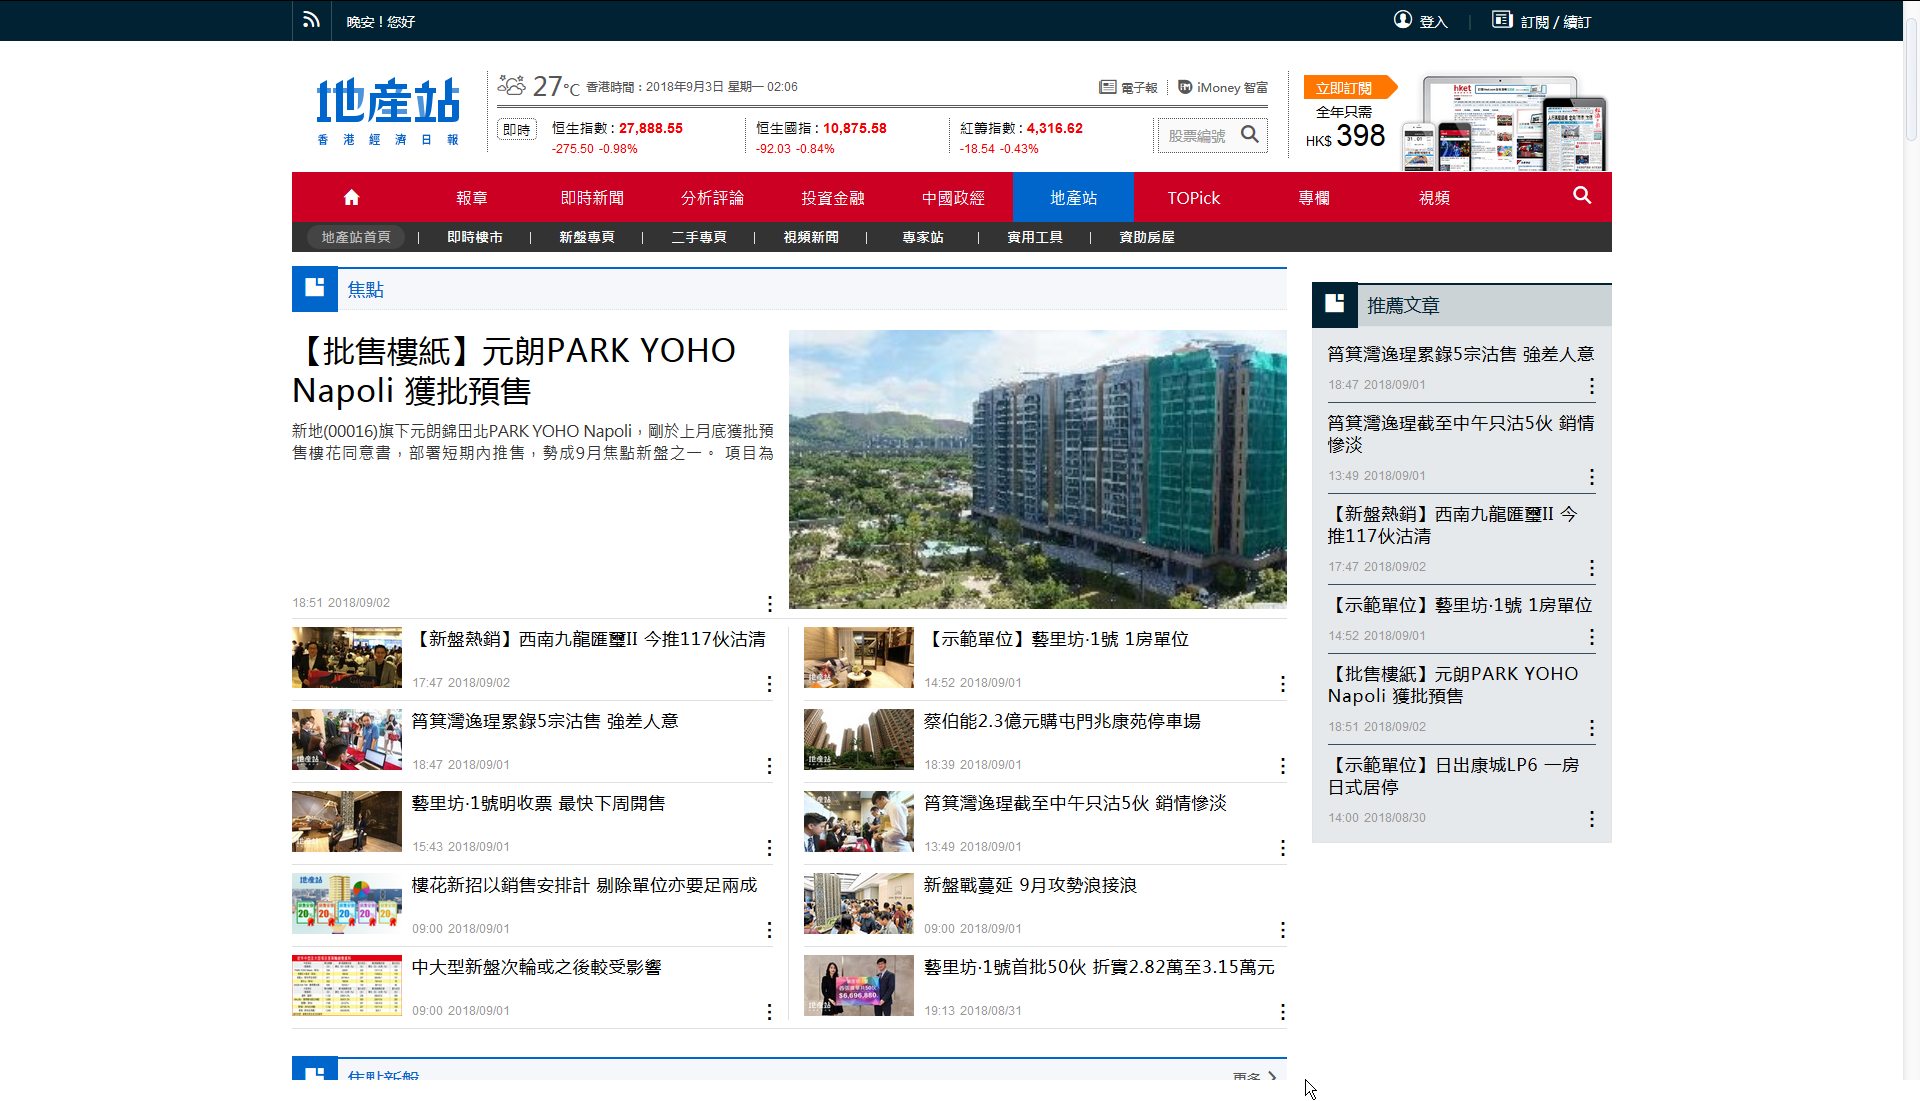 晚安 ! 您好
登入
訂閱 / 續訂
地產站
香港經濟日報
27°C 香港時間 : 2018年9月3日 星期一 02:06
電子報
iMoney 智富
即時
恒生指數 : 27,888.55
-275.50 -0.98%
恒生國指 : 10,875.58
-92.03 -0.84%
紅籌指數 : 4,316.62
-18.54 -0.43%
股票編號
立即訂閱
全年只需
HK$ 398
報章
即時新聞
分析評論
投資金融
中國政經
地產站
TOPick
專欄
視頻
地產站首頁
即時樓市
新盤專頁
二手專頁
視頻新聞
專家站
實用工具
資助房屋
焦點
【批售樓紙】元朗PARK YOHO
Napoli 獲批預售
新地(00016)旗下元朗錦田北PARK YOHO Napoli，剛於上月底獲批預
售樓花同意書，部署短期內推售，勢成9月焦點新盤之一。 項目為
18:51 2018/09/02
【新盤熱銷】西南九龍匯璽II 今推117伙沽清
17:47 2018/09/02
【示範單位】藝里坊‧1號 1房單位
14:52 2018/09/01
筲箕灣逸瑆累錄5宗沽售 強差人意
18:47 2018/09/01
蔡伯能2.3億元購屯門兆康苑停車場
18:39 2018/09/01
藝里坊‧1號明收票 最快下周開售
15:43 2018/09/01
筲箕灣逸瑆截至中午只沽5伙 銷情慘淡
13:49 2018/09/01
樓花新招以銷售安排計 剔除單位亦要足兩成
09:00 2018/09/01
新盤戰蔓延 9月攻勢浪接浪
09:00 2018/09/01
中大型新盤次輪或之後較受影響
09:00 2018/09/01
藝里坊‧1號首批50伙 折實2.82萬至3.15萬元
19:13 2018/08/31
焦點新盤
更多
推薦文章
筲箕灣逸瑆累錄5宗沽售 強差人意
18:47 2018/09/01
筲箕灣逸瑆截至中午只沽5伙 銷情
慘淡
13:49 2018/09/01
【新盤熱銷】西南九龍匯璽II 今
推117伙沽清
17:47 2018/09/02
【示範單位】藝里坊‧1號 1房單位
14:52 2018/09/01
【批售樓紙】元朗PARK YOHO
Napoli 獲批預售
18:51 2018/09/02
【示範單位】日出康城LP6 一房
日式居停
14:00 2018/08/30